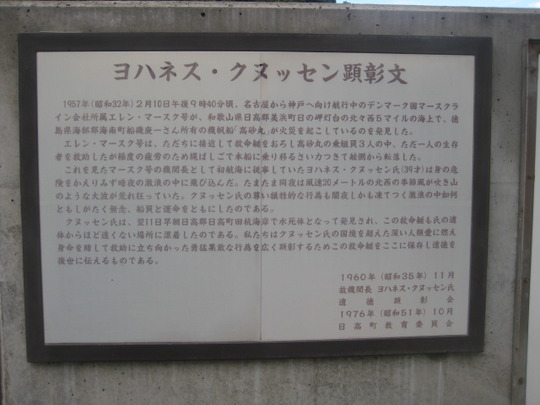 ヨハネス・クヌッセン顕彰文
1957年(昭和32年)2月10日午後9時40分頃、名古屋から神戸へ向け航行中のデンマーク国マースクラ
イン会社所属エレン・マースク号が、和歌山県日高郡美浜町日の岬灯台の北々西5マイルの海上で、徳
島県海部郡海南町船磯庄一さん所有の機帆船「高砂丸」が火災を起こしているのを発見した。
エレン・マースク号は、ただちに接近して救命艇をおろし高砂丸の乗組員3人の中、ただ一人の生存
者を救助したが極度の疲労のため縄ばしごで本船に乗り移るさい力つきて船側から転落した。
これを見たマースク号の機関長として初航海に従事していたヨハネス・クヌッセン氏(39才)は身の危
険をかえりみず暗夜の激浪の中に飛び込んだ。たまたま同夜は風速20メートルの北西の季節風が吹き山
のような大波が荒れ狂っていた。クヌッセン氏の尊い犠牲的な行為も闇夜しかも凍てつく激浪の中如何
ともしがたく無念、船員と運命をともにしたのである。
クヌッセン氏は、翌11日早朝日高郡日高町田杭海岸で水死体となって発見され、この救命艇も氏の遺
体からほど遠くない場所に漂着したのである。私たちはクヌッセン氏の国境を超えた深い人類愛に燃え
身命を賭して救助に立ち向かった勇猛果敢な行為を広く顕彰するためこの救命艇をここに保存し遺徳を
後世に伝えるものである。
1960年(昭和35年)11月
故機関長 ヨハネス・クヌッセン氏
遺徳顕彰会
1976年(昭和51年)10月
日高町教育委員会